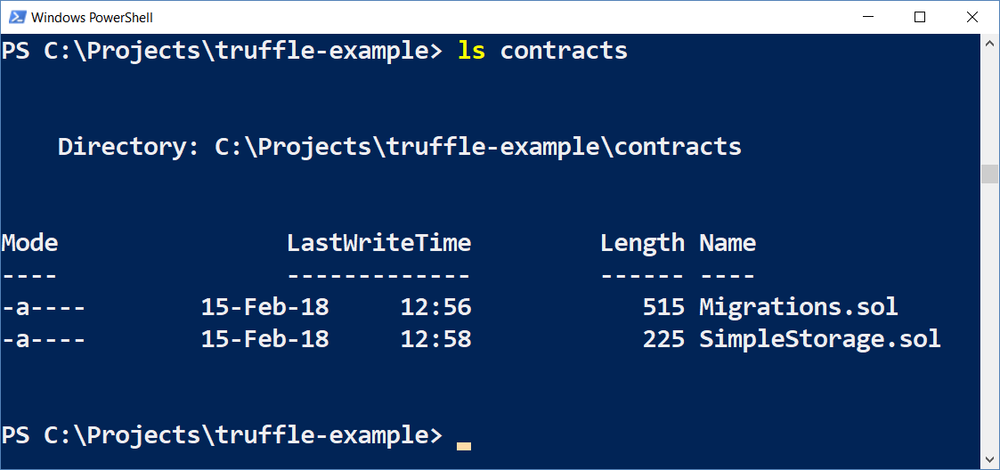 Windows PowerShell
PS C:\Projects\truffle-example> ls contracts
Directory: C:\Projects\truffle-example\contracts
Mode                LastWriteTime         Length Name
----                -------------         ------ ----
-a----        15-Feb-18     12:56            515 Migrations.sol
-a----        15-Feb-18     12:58            225 SimpleStorage.sol
PS C:\Projects\truffle-example>